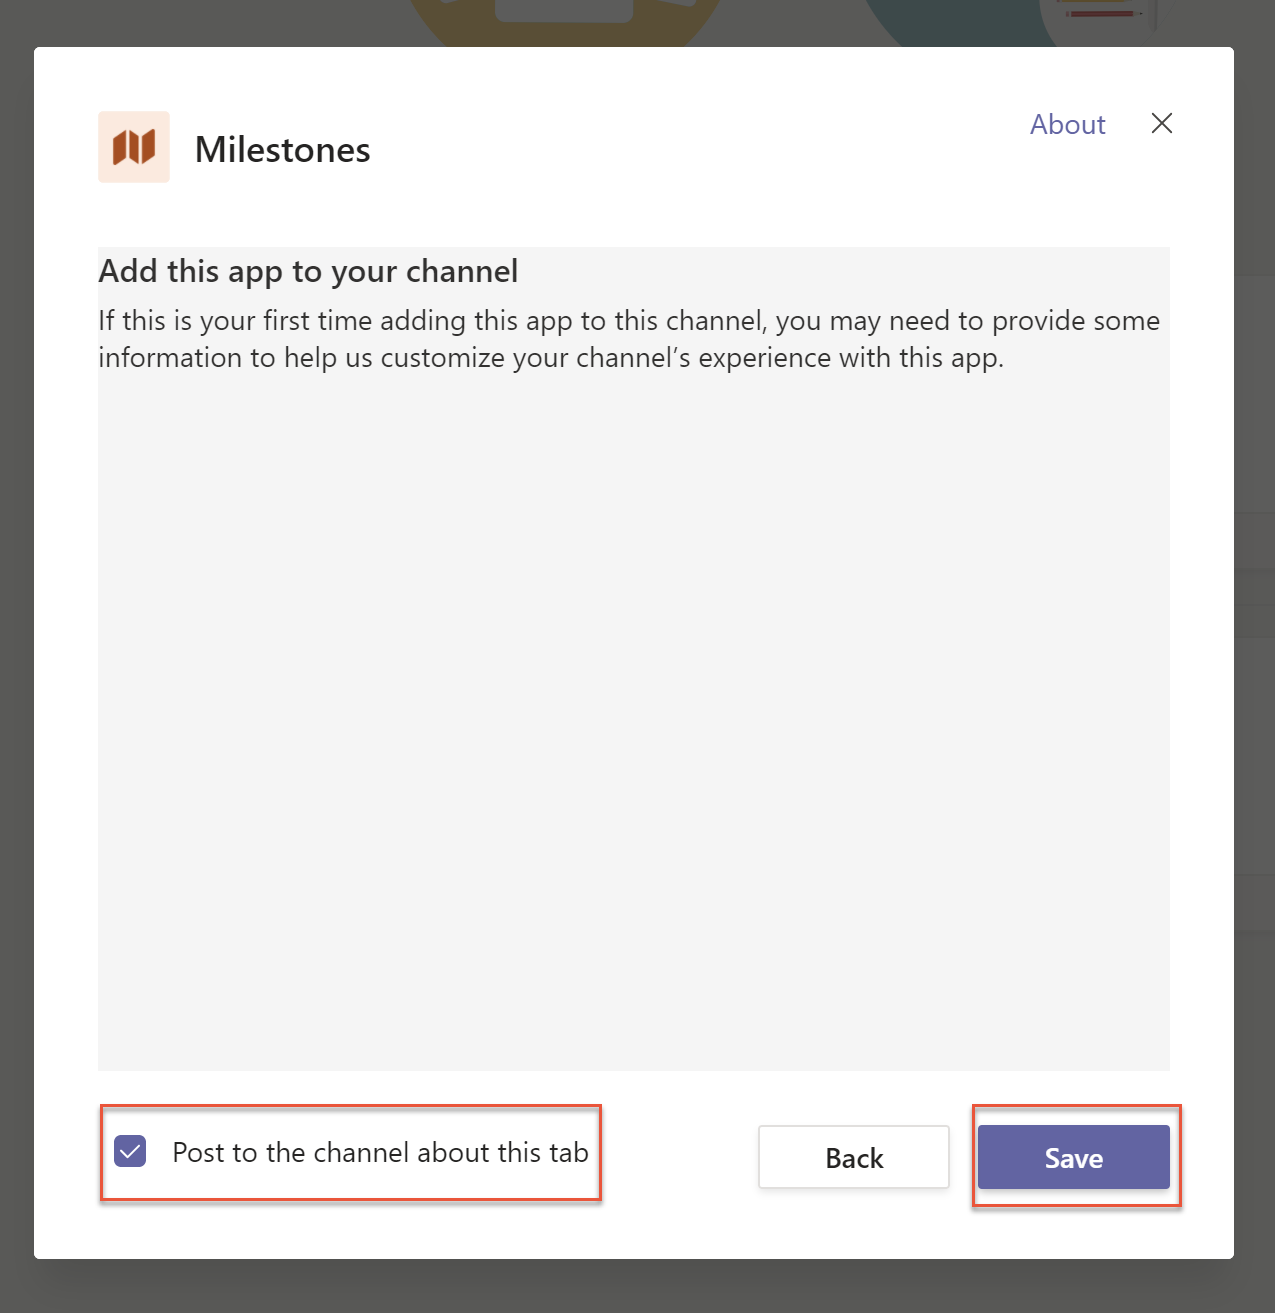 Milestones
About
Add this app to your channel
If this is your first time adding this app to this channel, you may need to provide some
information to help us customize your channel’s experience with this app.
Post to the channel about this tab
Back
Save